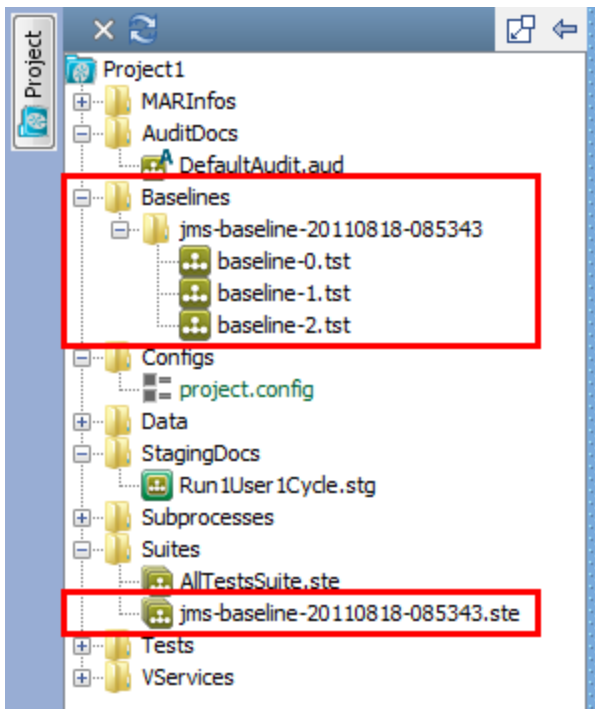 Project
Project1
MARInfos
AuditDocs
DefaultAudit.aud
Baselines
jms-baseline-20110818-085343
baseline-0.tst
baseline-1.tst
baseline-2.tst
Configs
project.config
Data
StagingDocs
Run1User1Cycle.stg
Subprocesses
Suites
AllTestsSuite.ste
jms-baseline-20110818-085343.ste
Tests
VServices